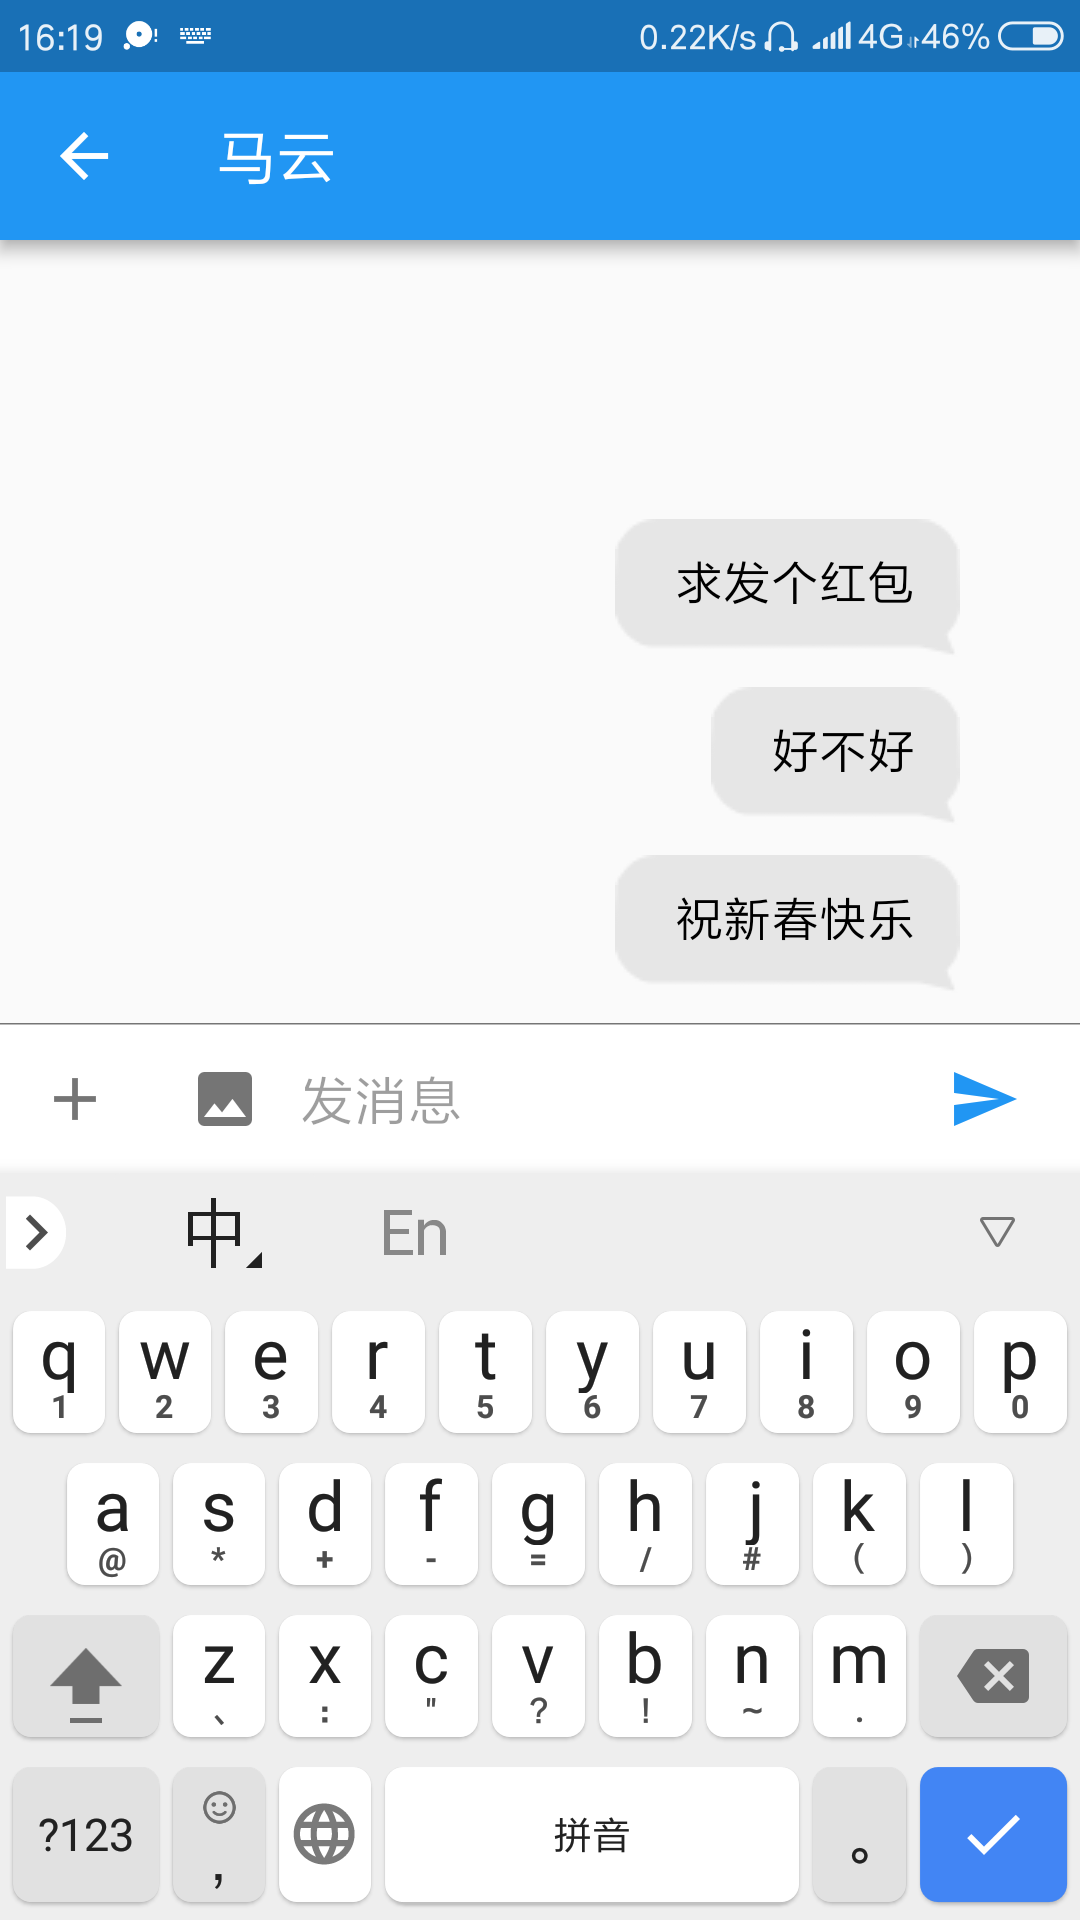 16:19 0.22K/s 4G 46%
马云
求发个红包
好不好
祝新春快乐
发消息
中 En
q w e r t y u i o p
1 2 3 4 5 6 7 8 9 0
a s d f g h j k l
@ * + - = / # ( )
z x c v b n m
、 : " ? ! ~ .
?123 , 拼音 。